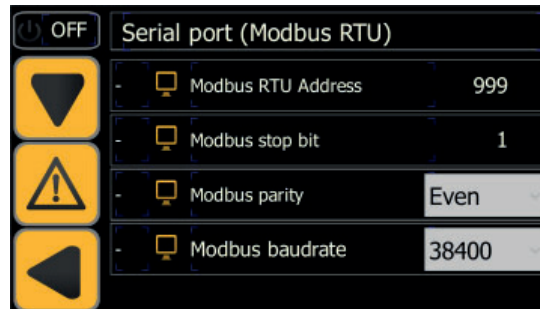 OFF
Serial port (Modbus RTU)
- Modbus RTU Address 999
- Modbus stop bit 1
- Modbus parity Even
- Modbus baudrate 38400